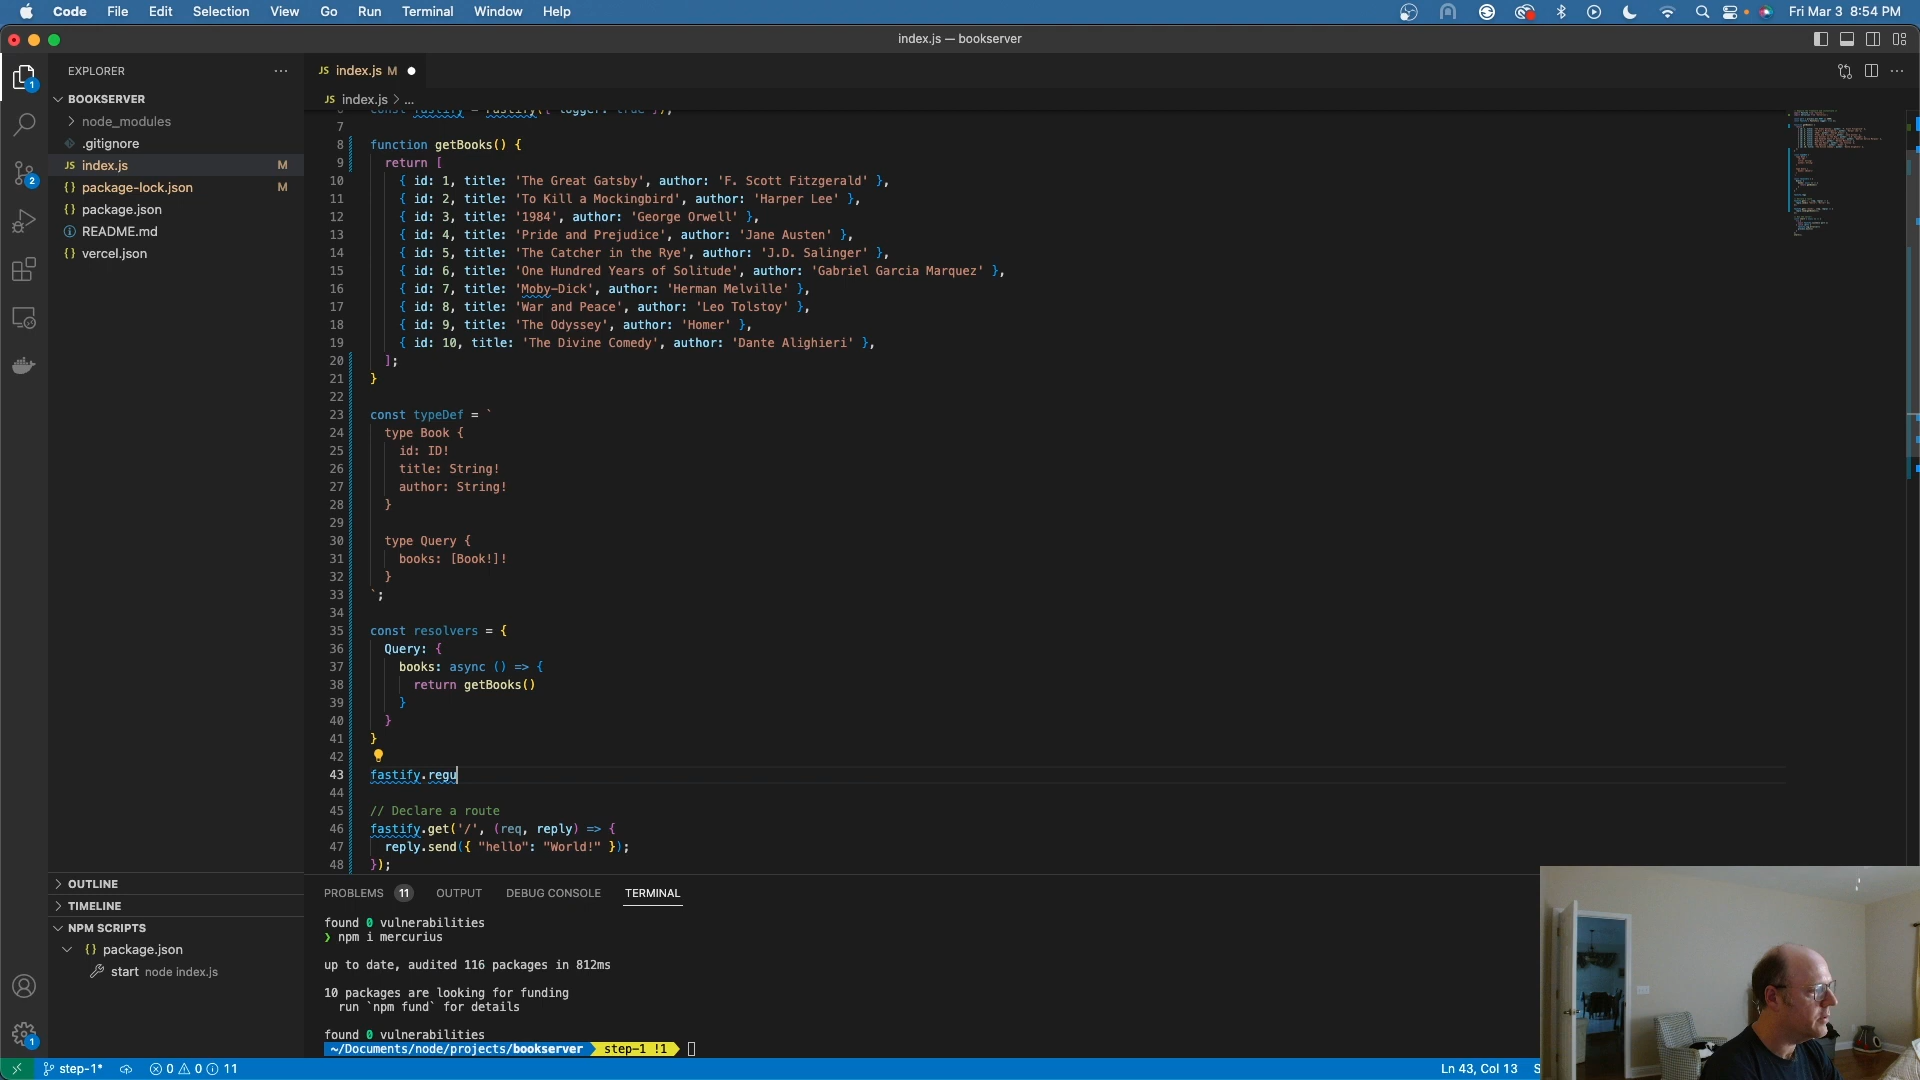 Code File Edit Selection View Go Run Terminal Window Help Fri Mar 3 8:54 PM
index.js — bookserver
EXPLORER
BOOKSERVER
node_modules
.gitignore
JS index.js M
{} package-lock.json M
{} package.json
README.md
{} vercel.json
OUTLINE
TIMELINE
NPM SCRIPTS
{} package.json
start node index.js
1
2
1
JS index.js M
JS index.js > ...
7
8 function getBooks() {
9 return [
10 { id: 1, title: 'The Great Gatsby', author: 'F. Scott Fitzgerald' },
11 { id: 2, title: 'To Kill a Mockingbird', author: 'Harper Lee' },
12 { id: 3, title: '1984', author: 'George Orwell' },
13 { id: 4, title: 'Pride and Prejudice', author: 'Jane Austen' },
14 { id: 5, title: 'The Catcher in the Rye', author: 'J.D. Salinger' },
15 { id: 6, title: 'One Hundred Years of Solitude', author: 'Gabriel Garcia Marquez' },
16 { id: 7, title: 'Moby-Dick', author: 'Herman Melville' },
17 { id: 8, title: 'War and Peace', author: 'Leo Tolstoy' },
18 { id: 9, title: 'The Odyssey', author: 'Homer' },
19 { id: 10, title: 'The Divine Comedy', author: 'Dante Alighieri' },
20 ];
21 }
22
23 const typeDef = `
24 type Book {
25 id: ID!
26 title: String!
27 author: String!
28 }
29
30 type Query {
31 books: [Book!]!
32 }
33 `;
34
35 const resolvers = {
36 Query: {
37 books: async () => {
38 return getBooks()
39 }
40 }
41 }
42
43 fastify.regu
44
45 // Declare a route
46 fastify.get('/', (req, reply) => {
47 reply.send({ "hello": "World!" });
48 });
PROBLEMS 11 OUTPUT DEBUG CONSOLE TERMINAL
found 0 vulnerabilities
❯ npm i mercurius
up to date, audited 116 packages in 812ms
10 packages are looking for funding
run `npm fund` for details
found 0 vulnerabilities
~/Documents/node/projects/bookserver step-1 !1
step-1* 0 0 11 Ln 43, Col 13